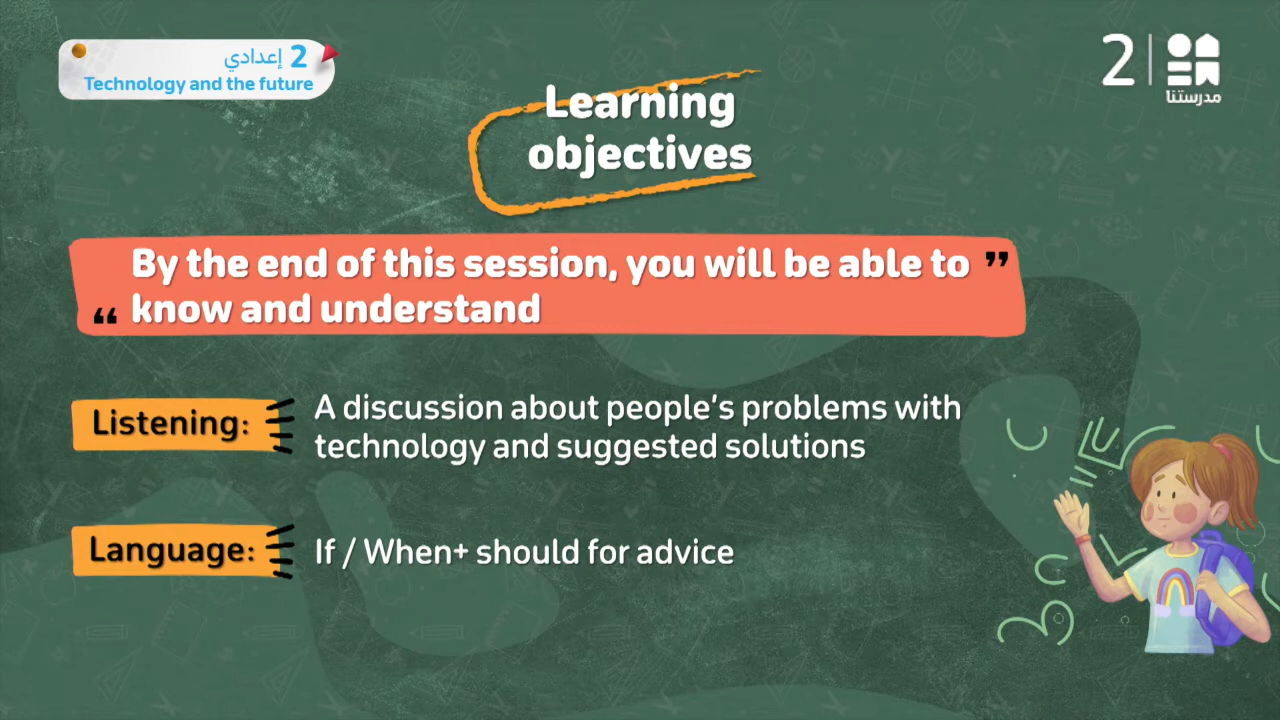 2 إعدادي
Technology and the future
2
مدرستنا
Learning
objectives
By the end of this session, you will be able to ”
“ know and understand
Listening:
A discussion about people's problems with
technology and suggested solutions
Language:
If / When+ should for advice